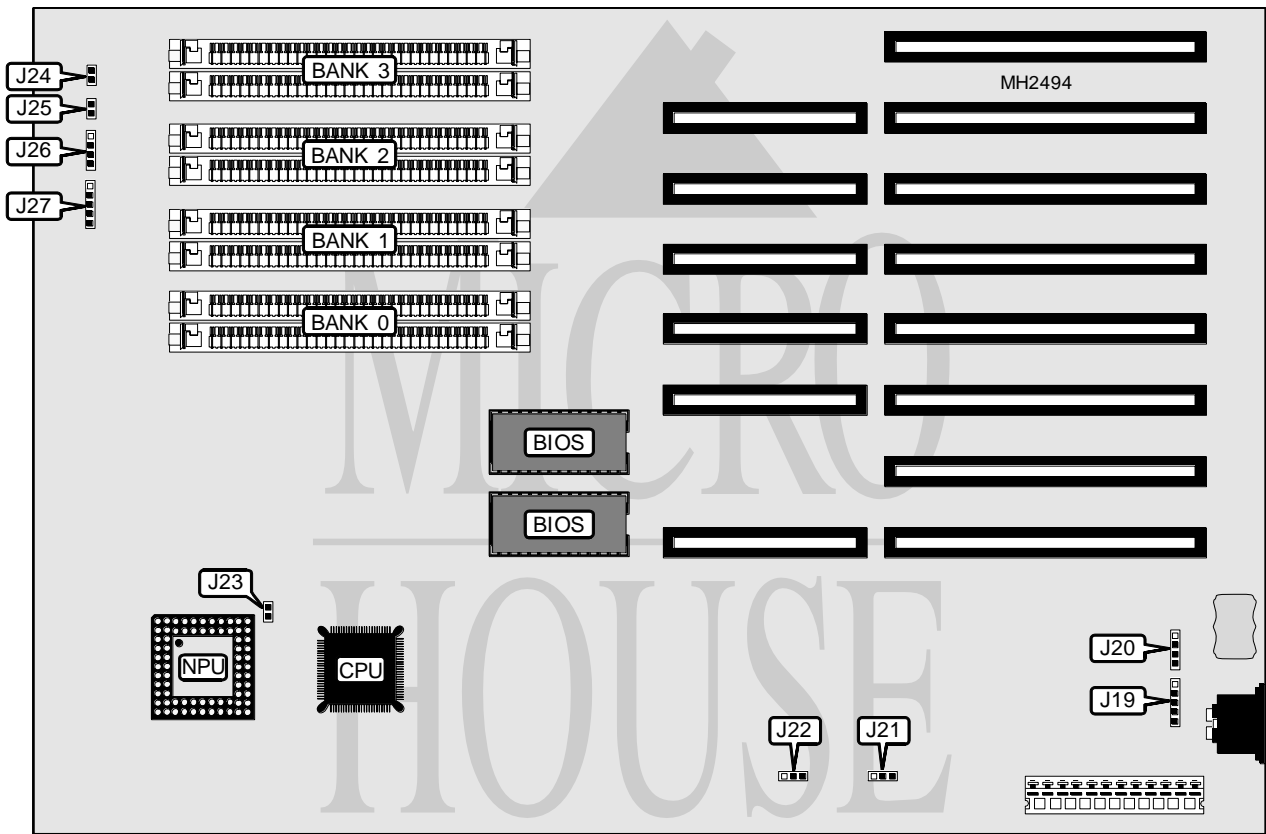 BANK 3
J24
MH2494
J25
J26
BANK 2
J27
BANK 1
BANK 0
MICRO
BIOS
BIOS
J23
HOUSE
NPU
CPU
J20
J19
J22
J21